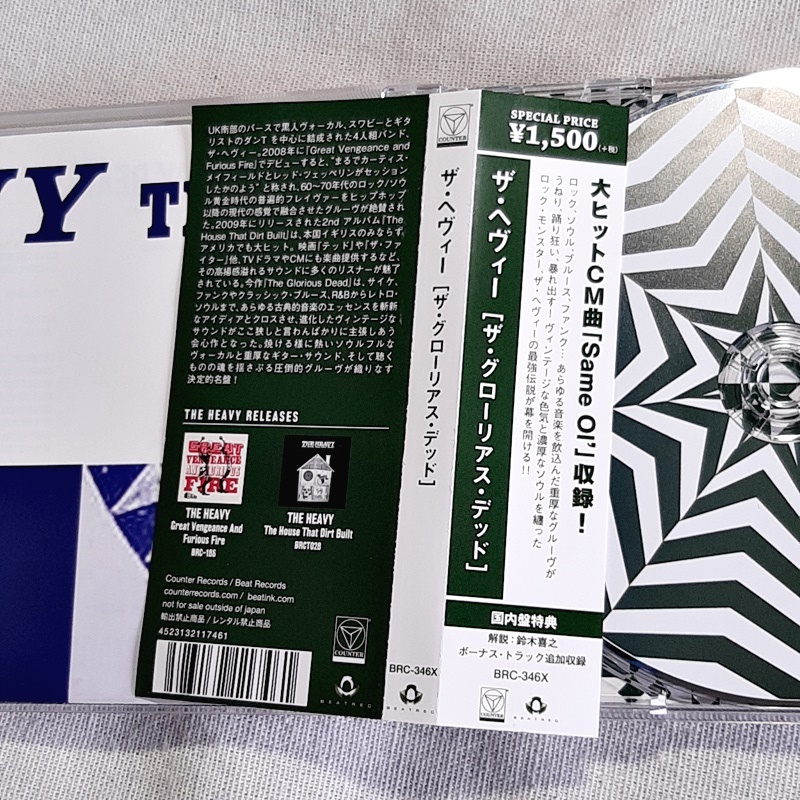 VY
UK南部のバースで黒人ヴォーカル、スワビーとギタ
リストのダンT を中心に結成された4人組バンド、
ザ・ヘヴィー。2008年に「Great Vengeance and
Furious Fire」でデビューすると、"まるでカーティス・
メイフィールドとレッド・ツェッペリンがセッション
したかのよう" と称され、60〜70年代のロック/ソウ
ル黄金時代の普遍的フレイヴァーをヒップホップ
以降の現代の感覚で融合させたグルーヴが絶賛され
た。2009年にリリースされた2nd アルバム「The
House That Dirt Built」は、本国イギリスのみならず、
アメリカでも大ヒット。映画「テッド」や「ザ・ファ
イター」他、TVドラマやCMにも楽曲提供するなど、
その高揚感溢れるサウンドに多くのリスナーが魅了
されている。今作「The Glorious Dead」は、サイケ、
ファンクやクラシック・ブルース、R&Bからレトロ・
ソウルまで、あらゆる古典的音楽のエッセンスを斬新
なアイディアとクロスさせ、進化したヴィンテージな
サウンドがここ狭しと言わんばかりに主張しあう
会心作となった。焼ける様に熱いソウルフルな
ヴォーカルと重厚なギター・サウンド、そして聴く
ものの魂を揺さぶる圧倒的グルーヴが織りなす
決定的名盤！
THE HEAVY RELEASES
GREAT
VENGEANCE
AND FURIOUS
FIRE
THE HEAVY
THE HEAVY
Great Vengeance And
Furious Fire
BRC-186
THE HEAVY
The House That Dirt Built
BRCT028
Counter Records / Beat Records
counterrecords.com / beatink.com
not for sale outside of japan
輸出禁止商品 / レンタル禁止商品
4523132117461
COUNTER
BEATREC
COUNTER
ザ・ヘヴィー [ザ・グローリアス・デッド]
BRC-346X
BEATREC
SPECIAL PRICE
¥1,500(+税)
大ヒットCM曲「Same Ol'」収録！
ロック、ソウル、ブルース、ファンク… あらゆる音楽を飲込んだ重厚なグルーヴが
うねり、踊り狂い、暴れ出す！ ヴィンテージな色気と濃厚なソウルを纏った
ロック・モンスター、ザ・ヘヴィーの最強伝説が幕を開ける！！
ザ・ヘヴィー [ザ・グローリアス・デッド]
国内盤特典
解説：鈴木喜之
ボーナス・トラック追加収録
BRC-346X
COUNTER
BEATREC